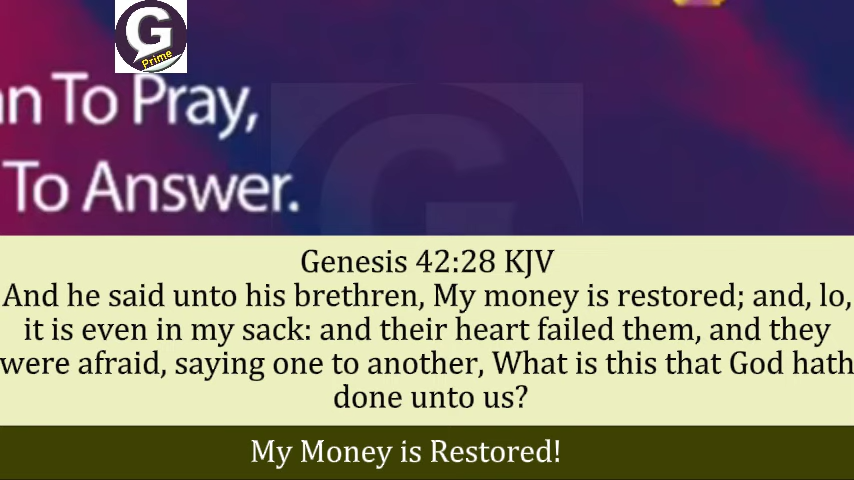 G
Prime
n To Pray,
To Answer.
Genesis 42:28 KJV
And he said unto his brethren, My money is restored; and, lo,
it is even in my sack: and their heart failed them, and they
were afraid, saying one to another, What is this that God hath
done unto us?
My Money is Restored!